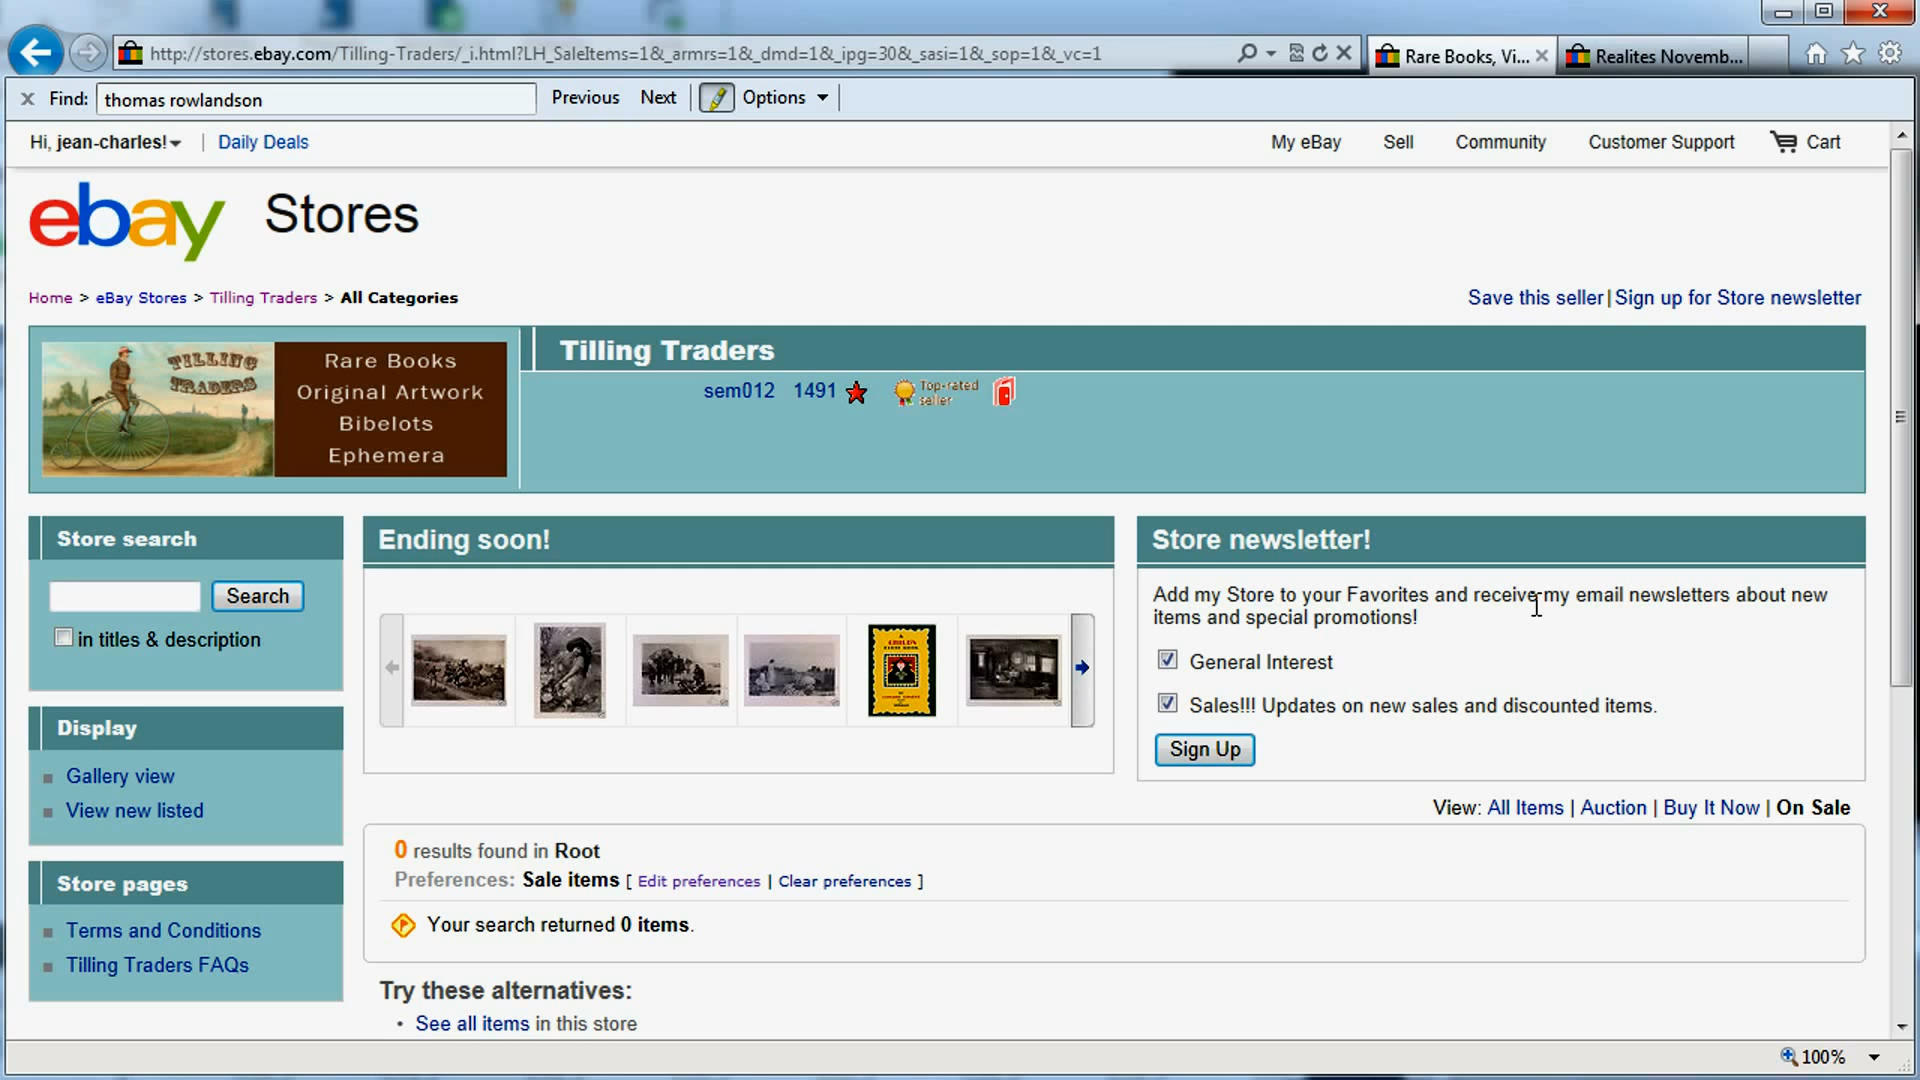 http://stores.ebay.com/Tilling-Traders/_i.html?LH_SaleItems=1&_armrs=1&_dmd=1&_ipg=30&_sasi=1&_sop=1&_vc=1
Rare Books, Vi...
Realites Novemb...
Find: thomas rowlandson Previous Next Options
Hi, jean-charles! Daily Deals My eBay Sell Community Customer Support Cart
ebay Stores
Home > eBay Stores > Tilling Traders > All Categories
Save this seller | Sign up for Store newsletter
TILLING TRADERS
Rare Books
Original Artwork
Bibelots
Ephemera
Tilling Traders
sem012 1491 Top-rated seller
Store search
Search
in titles & description
Display
Gallery view
View new listed
Store pages
Terms and Conditions
Tilling Traders FAQs
Ending soon!
Store newsletter!
Add my Store to your Favorites and receive my email newsletters about new
items and special promotions!
General Interest
Sales!!! Updates on new sales and discounted items.
Sign Up
View: All Items | Auction | Buy It Now | On Sale
0 results found in Root
Preferences: Sale items [ Edit preferences | Clear preferences ]
Your search returned 0 items.
Try these alternatives:
• See all items in this store
100%